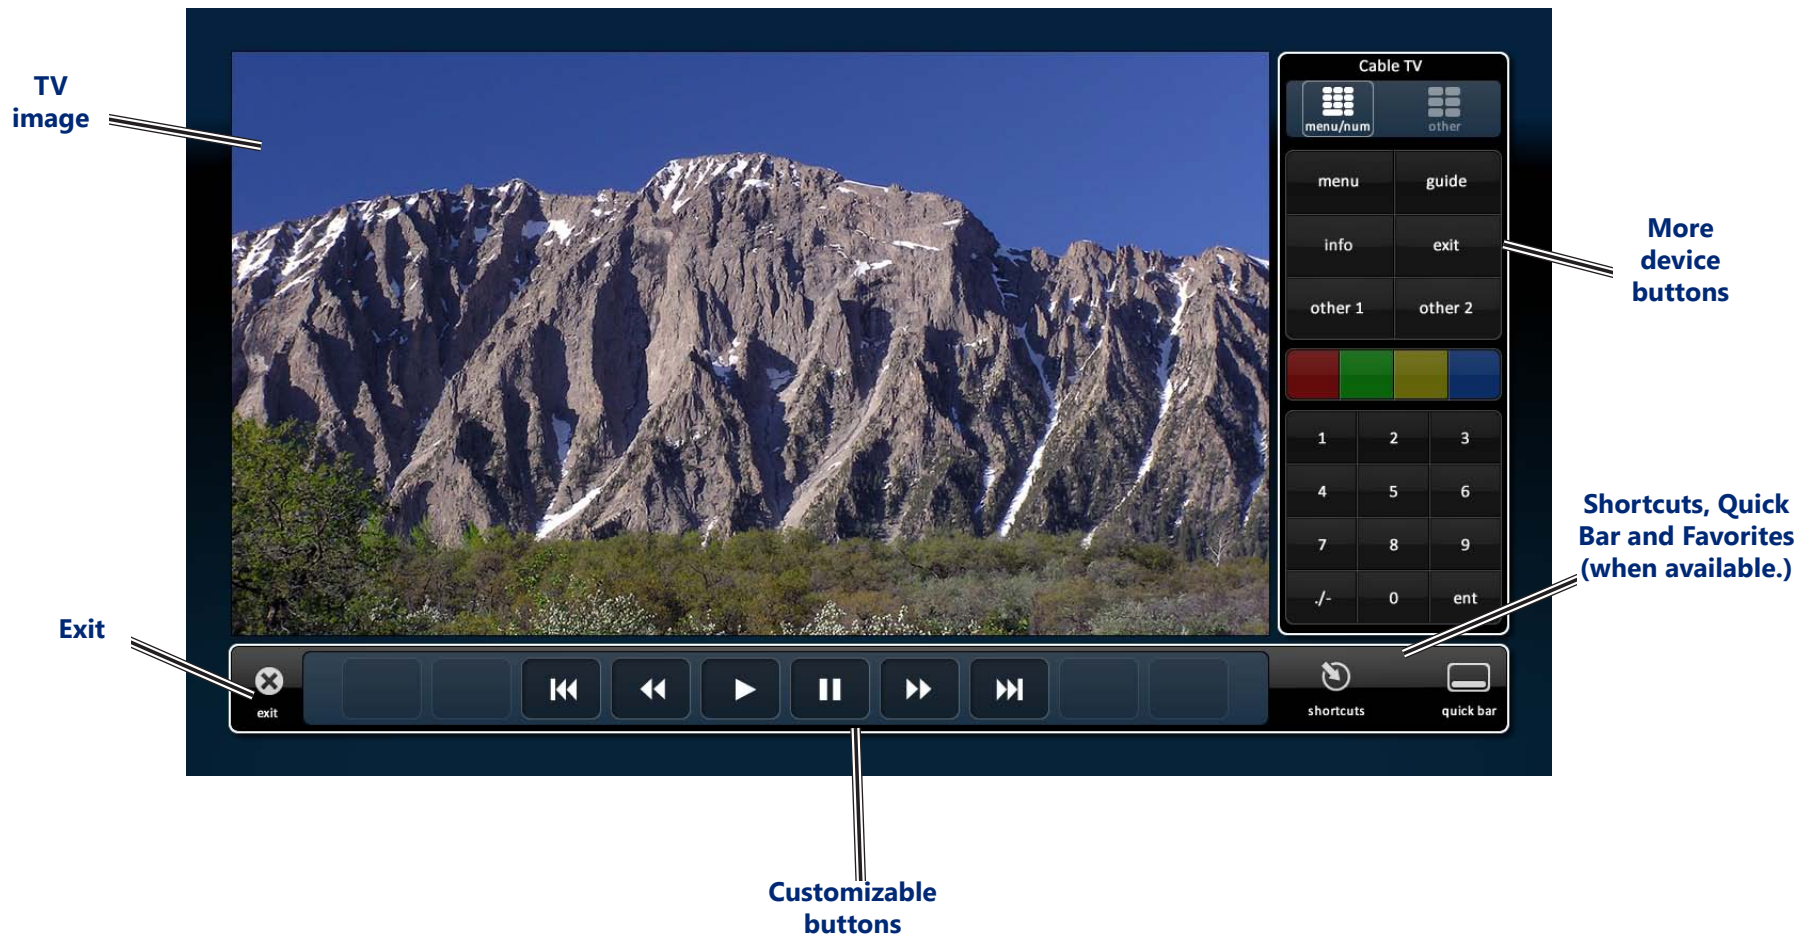 TV
image
Cable TV
menu/num other
menu guide
info exit
other 1 other 2
More
device
buttons
1 2 3
4 5 6
7 8 9
./- 0 ent
Shortcuts, Quick
Bar and Favorites
(when available.)
Exit
exit
shortcuts quick bar
Customizable
buttons